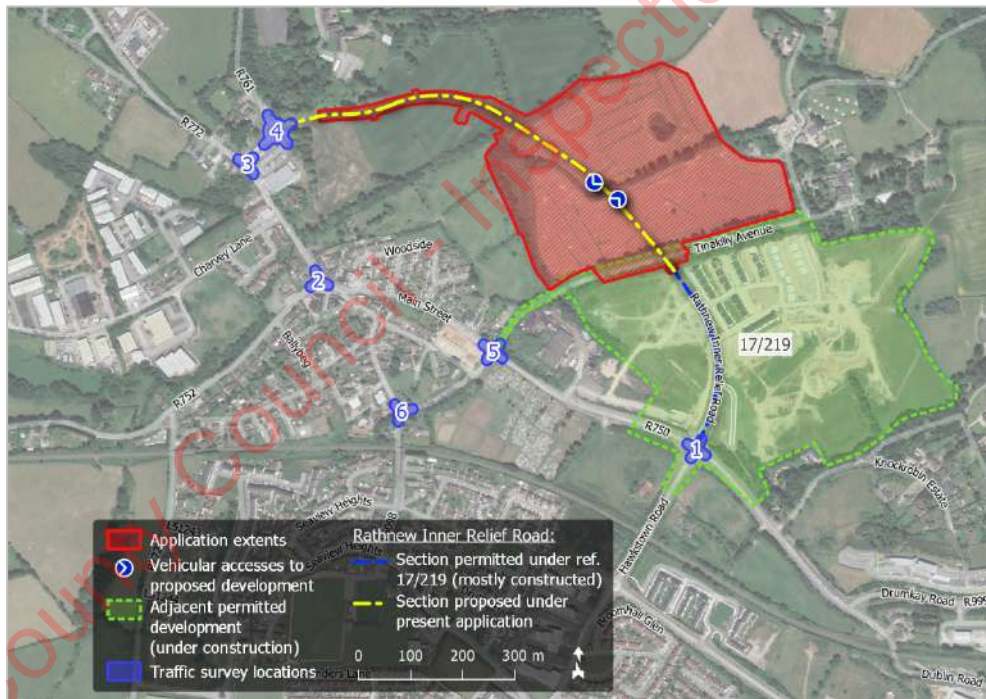 County Council - Inspectio
R761
R772
4
3
Charvey Lane
Woodside
2
Main Street
Ballybeg
Tinakilly Avenue
Rathnew Inner Relief Road
17/219
5
6
R752
R750
1
Knockrobin Estate
Hawkstown Road
Seaview Heights
Seaview Heights
Broomhall Glen
Drumkay Road
R999
Dublin Road
Application extents
Vehicular accesses to
proposed development
Adjacent permitted
development
(under construction)
Traffic survey locations
Rathnew Inner Relief Road:
Section permitted under ref.
17/219 (mostly constructed)
Section proposed under
present application
0 100 200 300 m